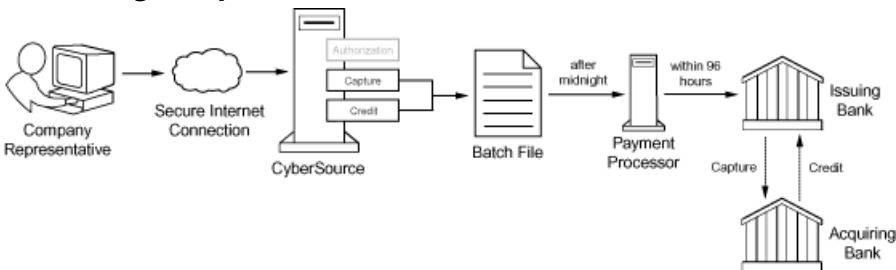 Authorization
Capture
Credit
Company
Representative
Secure Internet
Connection
CyberSource
Batch File
after
midnight
Payment
Processor
within 96
hours
Issuing
Bank
Capture
Credit
Acquiring
Bank